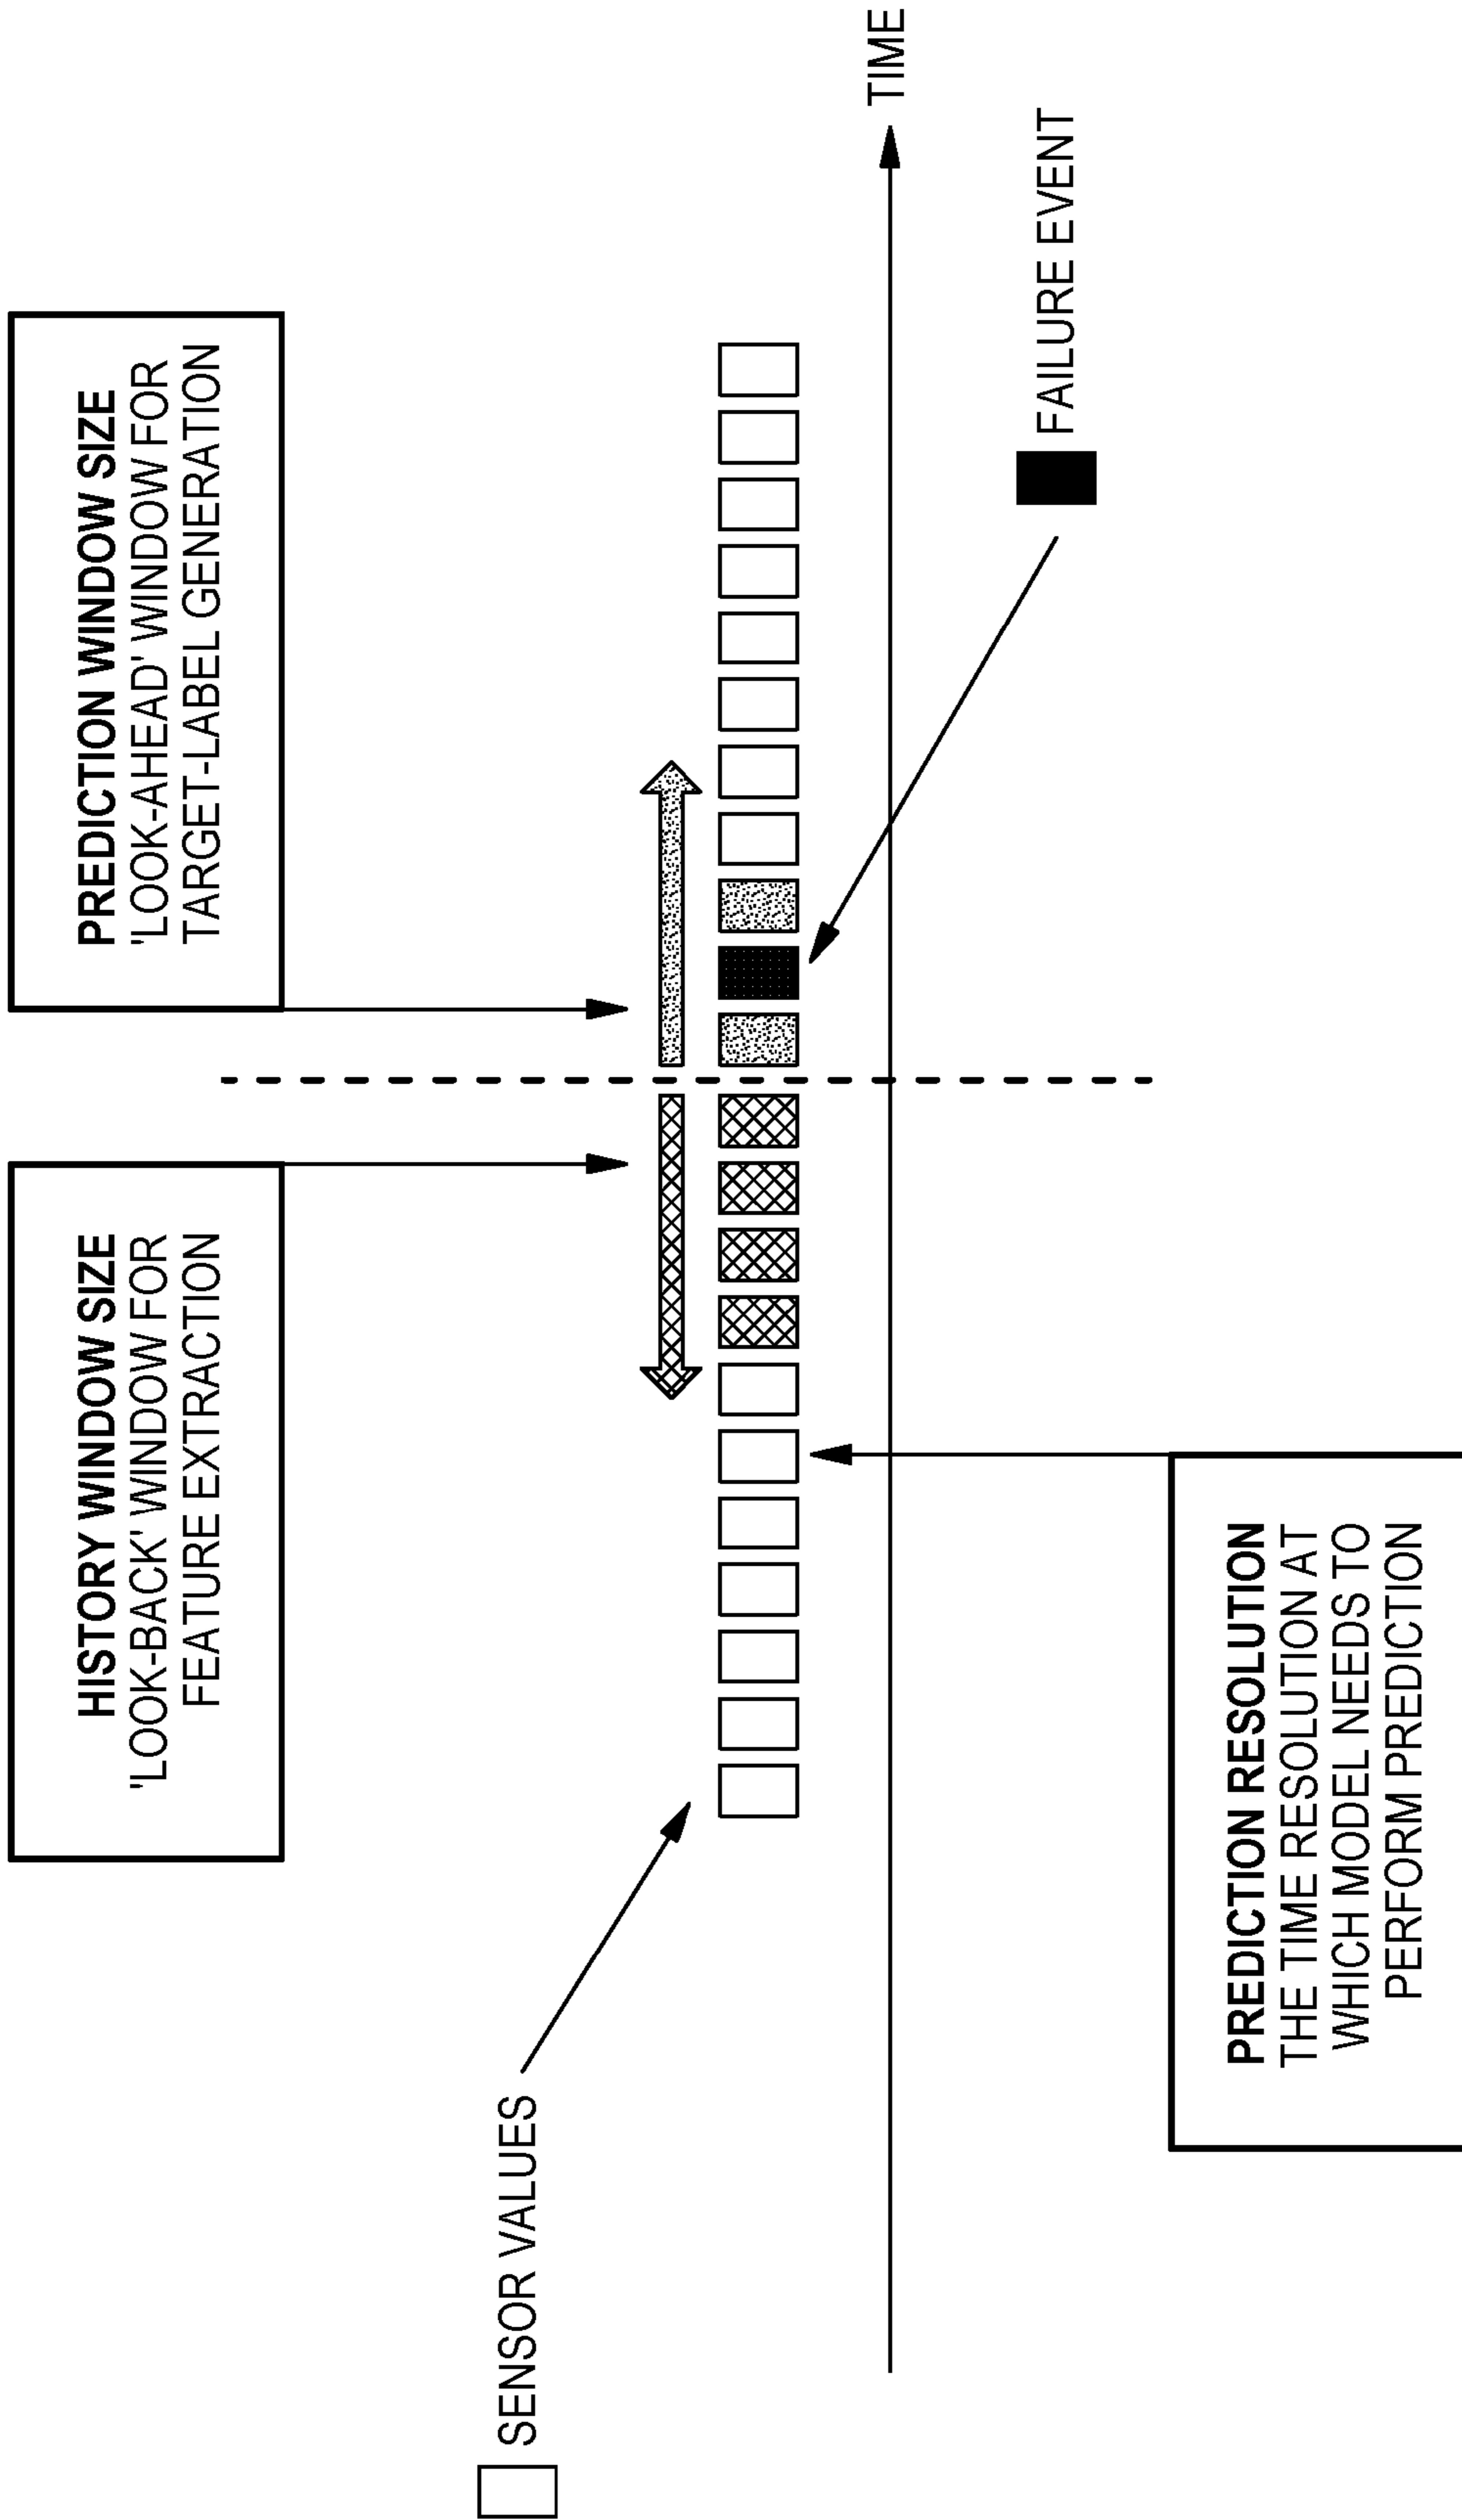 HISTORY WINDOW SIZE
'LOOK-BACK' WINDOW FOR
FEATURE EXTRACTION
PREDICTION WINDOW SIZE
'LOOK-AHEAD' WINDOW FOR
TARGET-LABEL GENERATION
SENSOR VALUES
TIME
FAILURE EVENT
PREDICTION RESOLUTION
THE TIME RESOLUTION AT
WHICH MODEL NEEDS TO
PERFORM PREDICTION